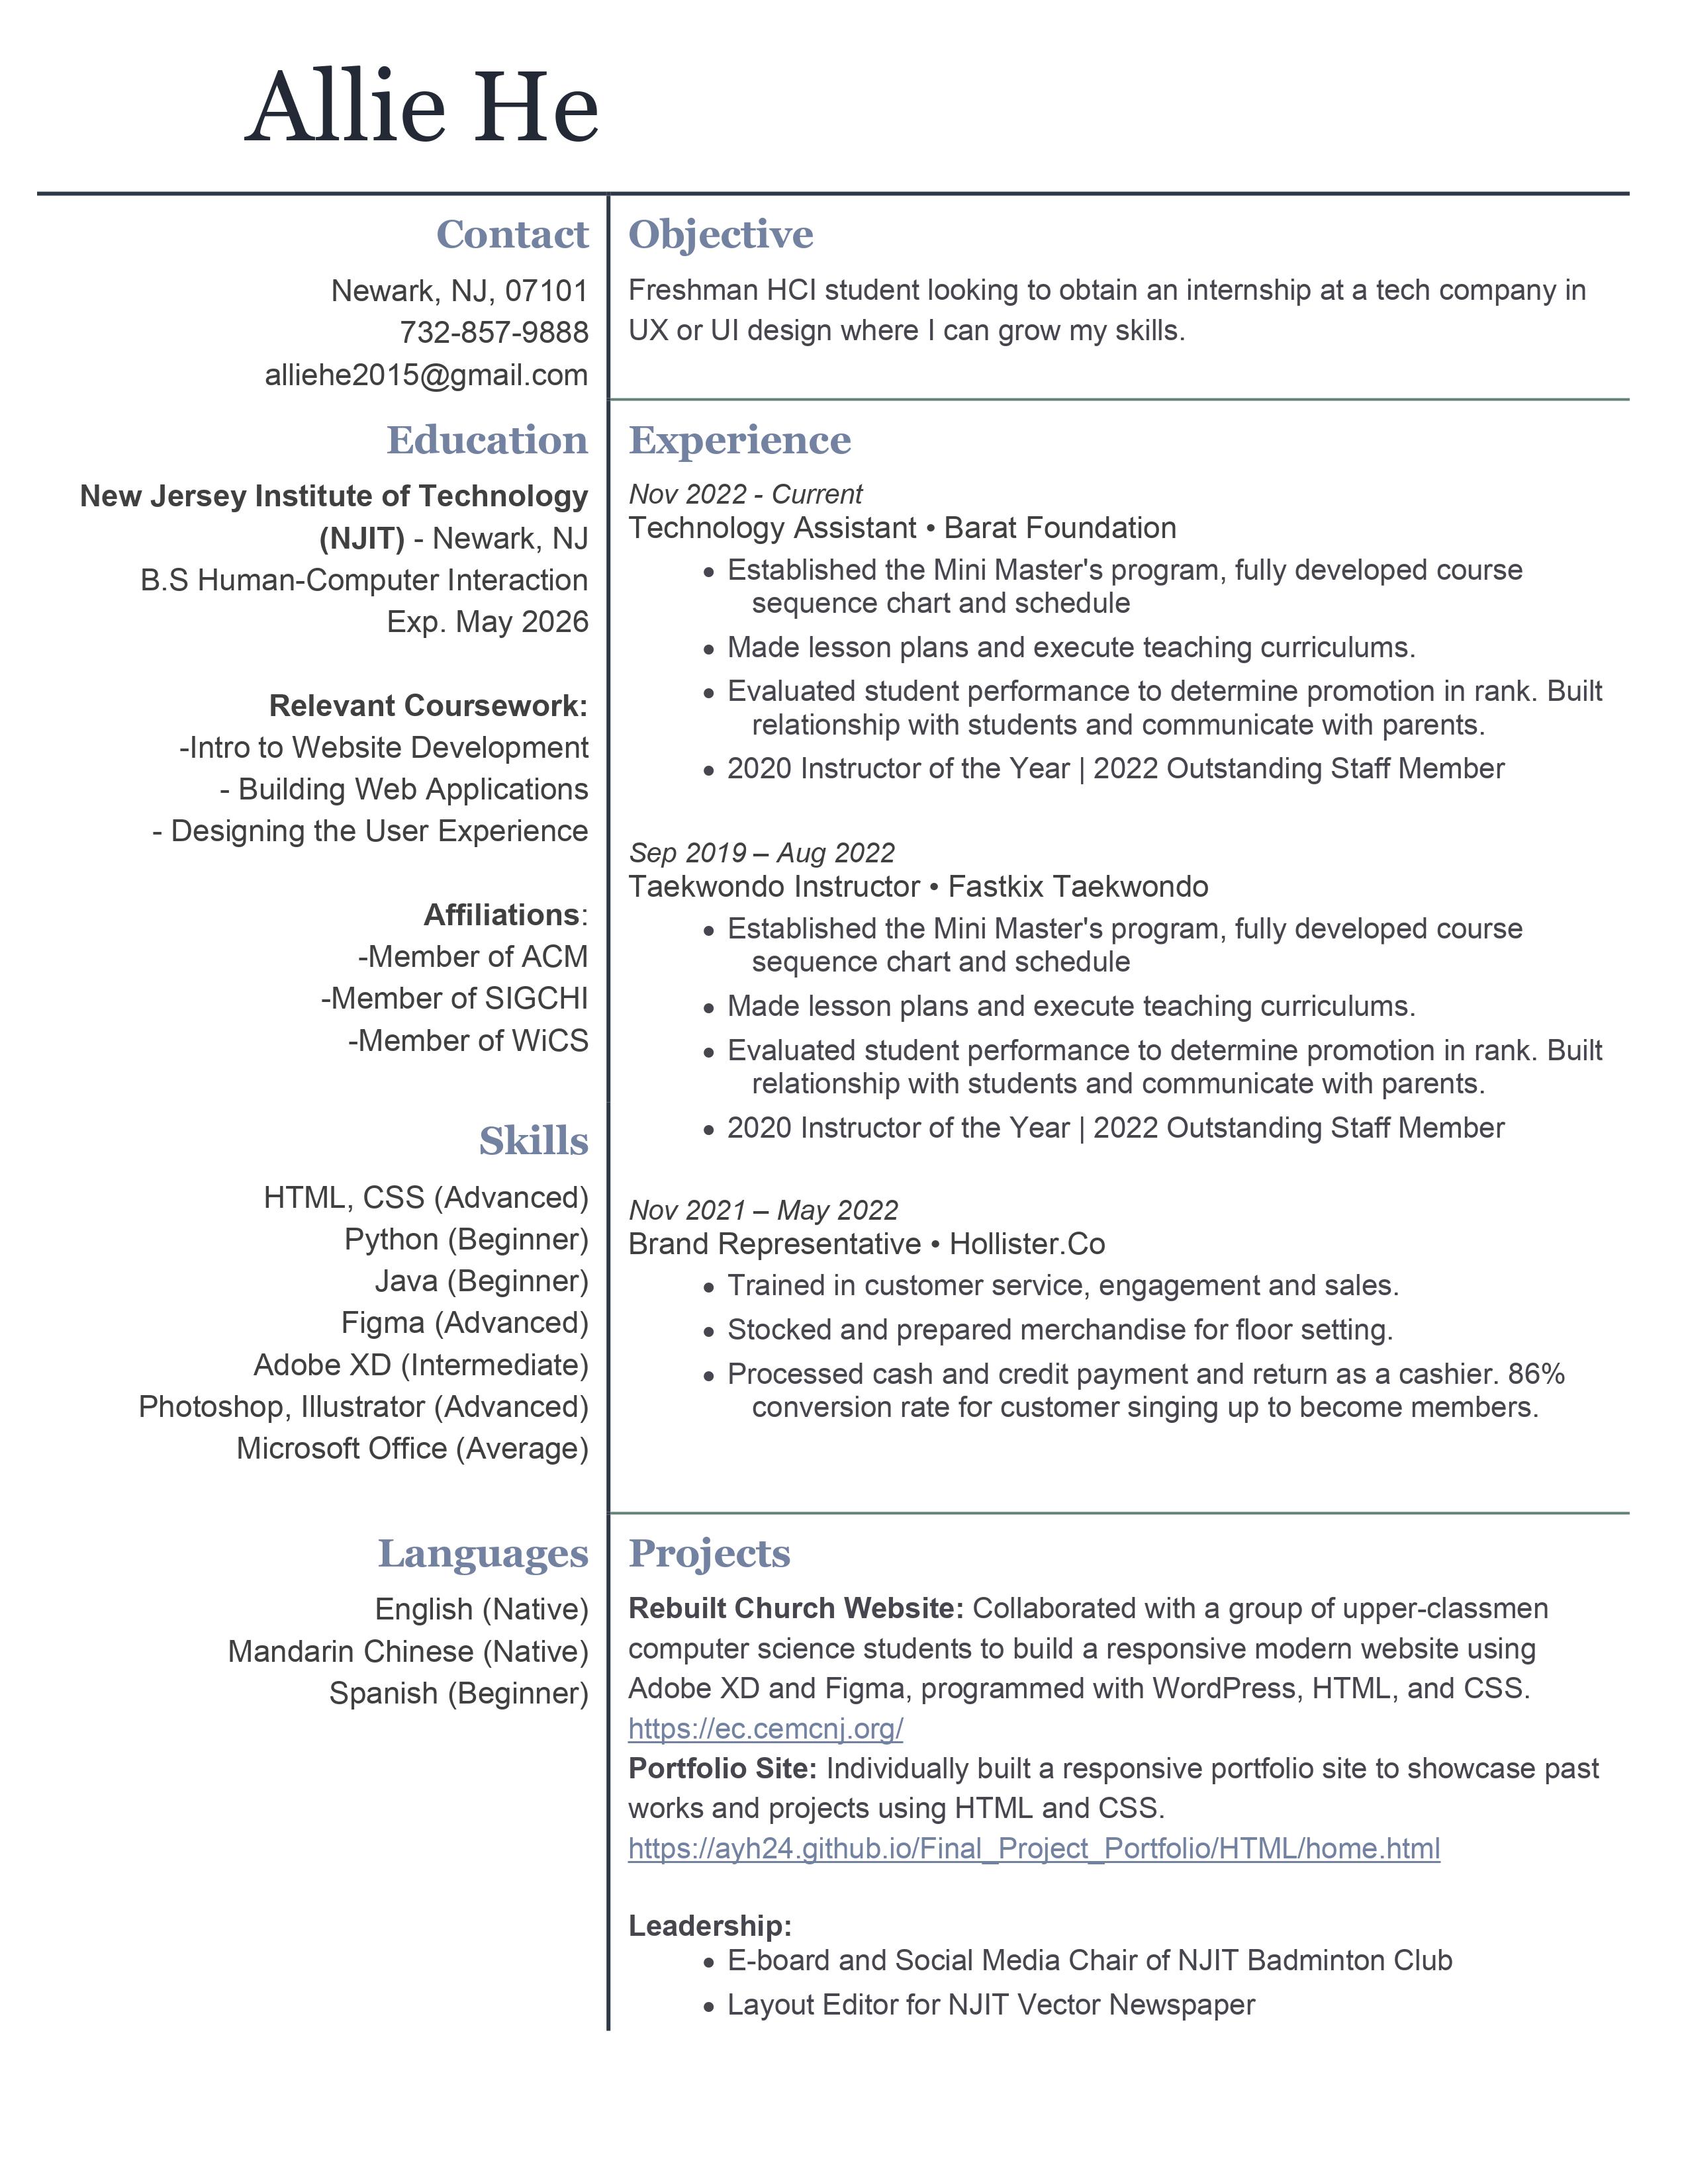 Allie He
Contact
Newark, NJ, 07101
732-857-9888
alliehe2015@gmail.com
Education
New Jersey Institute of Technology
(NJIT) - Newark, NJ
B.S Human-Computer Interaction
Exp. May 2026
Relevant Coursework:
-Intro to Website Development
- Building Web Applications
- Designing the User Experience
Affiliations:
-Member of ACM
-Member of SIGCHI
-Member of WiCS
Skills
HTML, CSS (Advanced)
Python (Beginner)
Java (Beginner)
Figma (Advanced)
Adobe XD (Intermediate)
Photoshop, Illustrator (Advanced)
Microsoft Office (Average)
Languages
English (Native)
Mandarin Chinese (Native)
Spanish (Beginner)
Objective
Freshman HCI student looking to obtain an internship at a tech company in
UX or UI design where I can grow my skills.
Experience
Nov 2022 - Current
Technology Assistant • Barat Foundation
• Established the Mini Master's program, fully developed course
sequence chart and schedule
• Made lesson plans and execute teaching curriculums.
• Evaluated student performance to determine promotion in rank. Built
relationship with students and communicate with parents.
• 2020 Instructor of the Year | 2022 Outstanding Staff Member
Sep 2019 – Aug 2022
Taekwondo Instructor • Fastkix Taekwondo
• Established the Mini Master's program, fully developed course
sequence chart and schedule
• Made lesson plans and execute teaching curriculums.
• Evaluated student performance to determine promotion in rank. Built
relationship with students and communicate with parents.
• 2020 Instructor of the Year | 2022 Outstanding Staff Member
Nov 2021 – May 2022
Brand Representative • Hollister.Co
• Trained in customer service, engagement and sales.
• Stocked and prepared merchandise for floor setting.
• Processed cash and credit payment and return as a cashier. 86%
conversion rate for customer singing up to become members.
Projects
Rebuilt Church Website: Collaborated with a group of upper-classmen
computer science students to build a responsive modern website using
Adobe XD and Figma, programmed with WordPress, HTML, and CSS.
https://ec.cemcnj.org/
Portfolio Site: Individually built a responsive portfolio site to showcase past
works and projects using HTML and CSS.
https://ayh24.github.io/Final_Project_Portfolio/HTML/home.html
Leadership:
• E-board and Social Media Chair of NJIT Badminton Club
• Layout Editor for NJIT Vector Newspaper